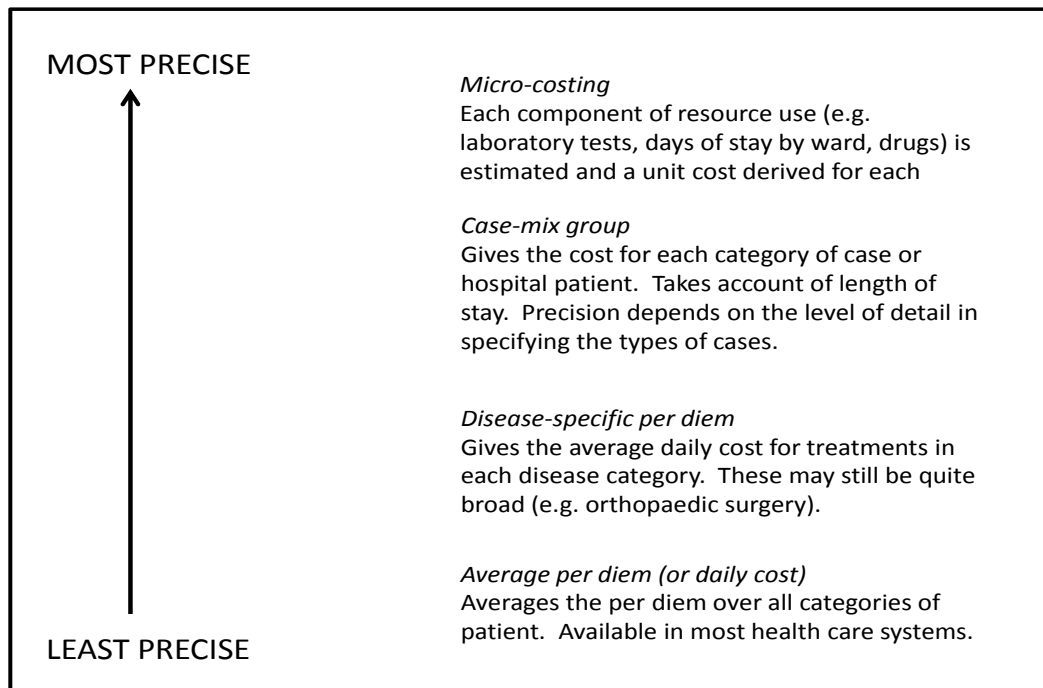 MOST PRECISE
Micro-costing
Each component of resource use (e.g.
laboratory tests, days of stay by ward, drugs) is
estimated and a unit cost derived for each
Case-mix group
Gives the cost for each category of case or
hospital patient.  Takes account of length of
stay.  Precision depends on the level of detail in
specifying the types of cases.
Disease-specific per diem
Gives the average daily cost for treatments in
each disease category.  These may still be quite
broad (e.g. orthopaedic surgery).
Average per diem (or daily cost)
Averages the per diem over all categories of
patient.  Available in most health care systems.
LEAST PRECISE